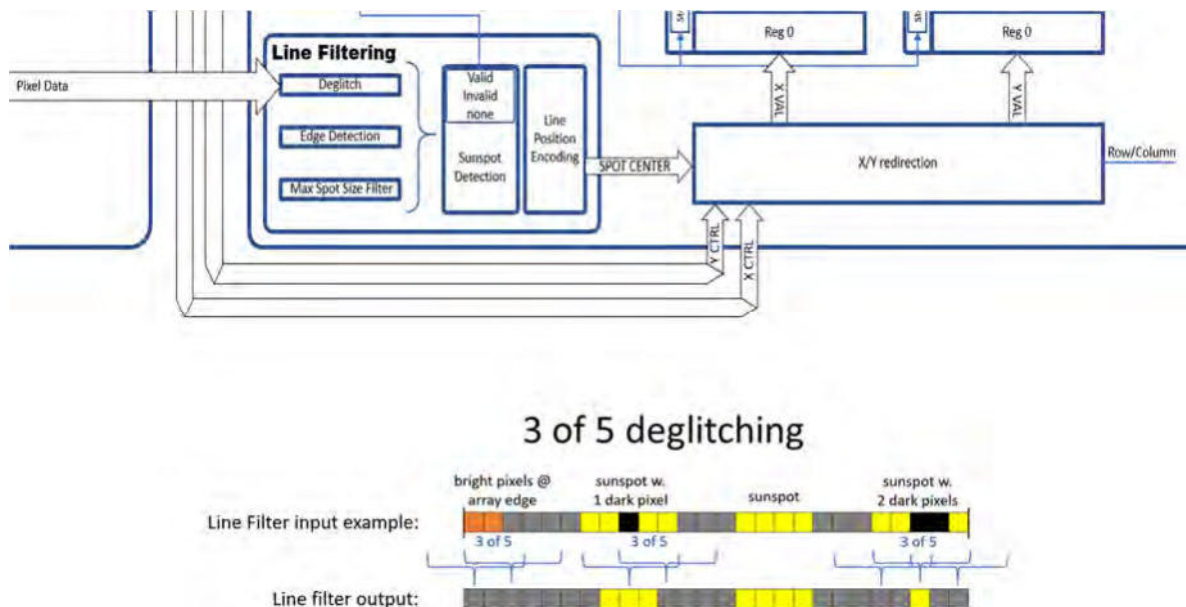 Reg 0
Reg 0
Line Filtering
Pixel Data
Deglitch
Edge Detection
Max Spot Size Filter
Valid
Invalid
none
Sunspot
Detection
Line
Position
Encoding
SPOT CENTER
X VAL
Y VAL
X/Y redirection
Row/Column
Y CTRL
X CTRL
3 of 5 deglitching
bright pixels @
array edge
sunspot w.
1 dark pixel
sunspot
sunspot w.
2 dark pixels
Line Filter input example:
3 of 5
3 of 5
3 of 5
Line filter output: